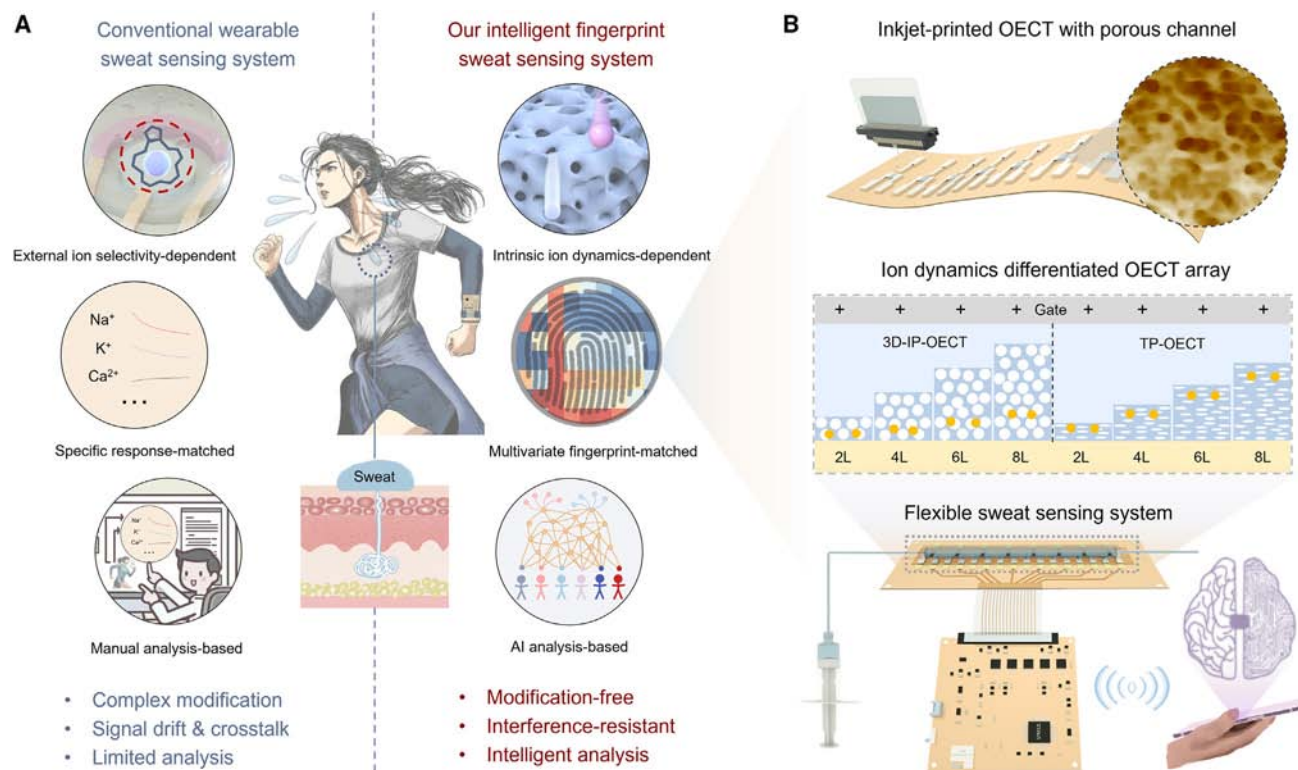 A
Conventional wearable
sweat sensing system
Our intelligent fingerprint
sweat sensing system
External ion selectivity-dependent
Intrinsic ion dynamics-dependent
Na⁺
K⁺
Ca²⁺
...
Specific response-matched
Multivariate fingerprint-matched
Sweat
Na⁺
K⁺
Ca²⁺
...
Manual analysis-based
AI analysis-based
• Complex modification
• Signal drift & crosstalk
• Limited analysis
• Modification-free
• Interference-resistant
• Intelligent analysis
B
Inkjet-printed OECT with porous channel
Ion dynamics differentiated OECT array
+ + + + Gate + + + +
3D-IP-OECT TP-OECT
2L 4L 6L 8L 2L 4L 6L 8L
Flexible sweat sensing system